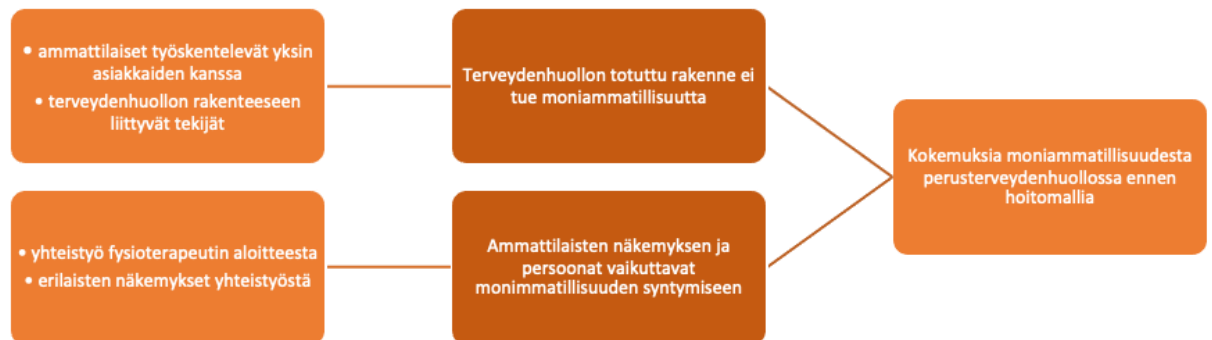 • ammattilaiset työskentelevät yksin
asiakkaiden kanssa
• terveydenhuollon rakenteeseen
liittyvät tekijät
Terveydenhuollon totuttu rakenne ei
tue moniammatillisuutta
Kokemuksia moniammatillisuudesta
perusterveydenhuollossa ennen
hoitomallia
• yhteistyö fysioterapeutin aloitteesta
• erilaisten näkemykset yhteistyöstä
Ammattilaisten näkemyksen ja
persoonat vaikuttavat
monimmatillisuuden syntymiseen